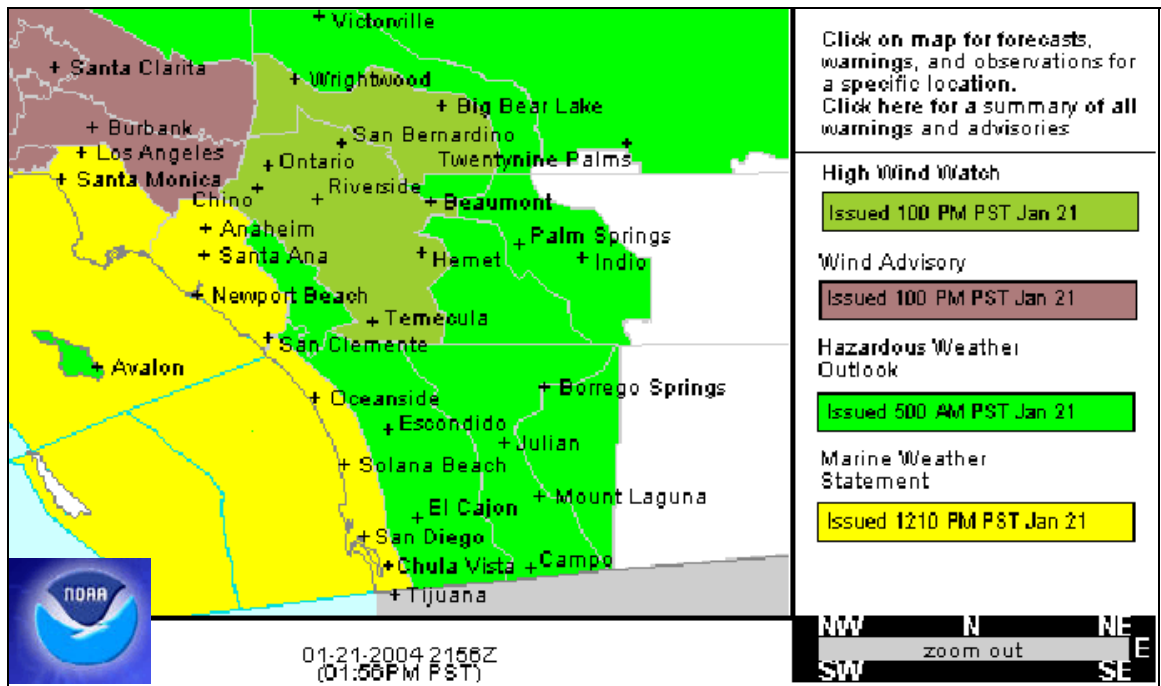 Victorville
Santa Clarita
Wrightwood
Big Bear Lake
Burbank
San Bernardino
Los Angeles
Ontario
Twentynine Palms
Santa Monica
Riverside
Chino
Beaumont
Anaheim
Palm Springs
Santa Ana
Hemet
Indio
Newport Beach
Temecula
San Clemente
Avalon
Borrego Springs
Oceanside
Escondido
Julian
Solana Beach
Mount Laguna
El Cajon
San Diego
Chula Vista
Campo
Tijuana
NOAA
01-21-2004 2156Z
(01:56PM PST)
Click on map for forecasts,
warnings, and observations for
a specific location.
Click here for a summary of all
warnings and advisories
High Wind Watch
Issued 100 PM PST Jan 21
Wind Advisory
Issued 100 PM PST Jan 21
Hazardous Weather
Outlook
Issued 500 AM PST Jan 21
Marine Weather
Statement
Issued 1210 PM PST Jan 21
NW N NE
zoom out E
SW SE